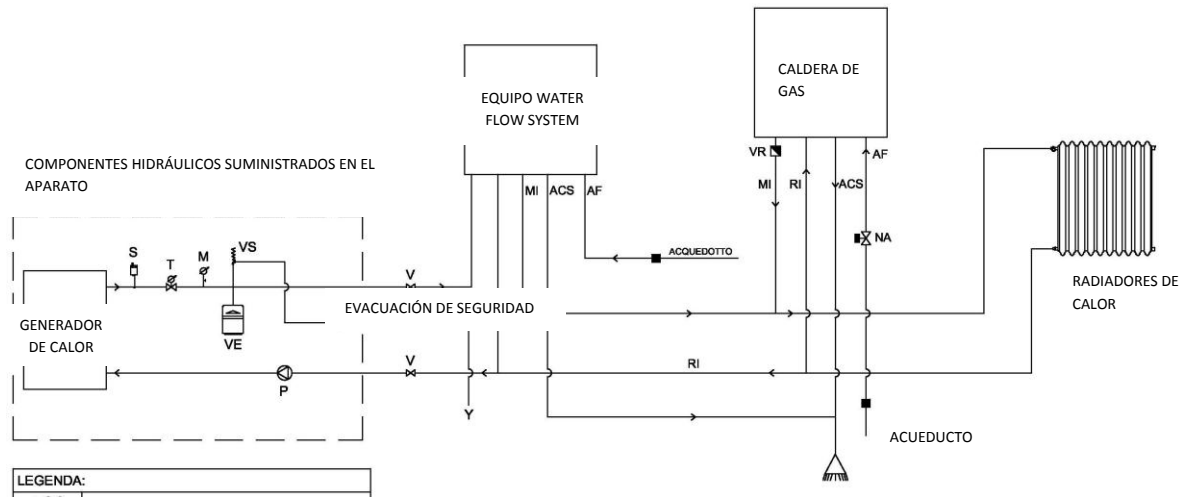 EQUIPO WATER
FLOW SYSTEM
CALDERA DE
GAS
COMPONENTES HIDRÁULICOS SUMINISTRADOS EN EL
APARATO
MI
ACS
AF
VR
MI
RI
ACS
AF
NA
ACQUEDOTTO
S
T
M
VS
V
EVACUACIÓN DE SEGURIDAD
GENERADOR
DE CALOR
VE
RADIADORES DE
CALOR
V
RI
P
Y
ACUEDUCTO
LEGENDA: